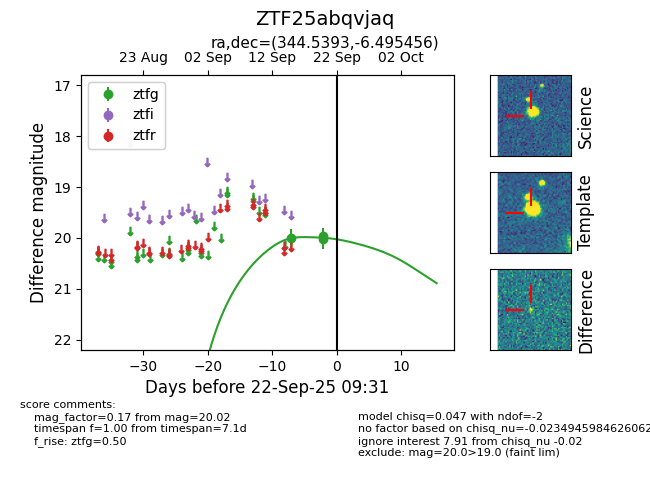 ZTF25abqvjaq
ra,dec=(344.5393,-6.495456)
23 Aug 02 Sep 12 Sep 22 Sep 02 Oct
ztfg
ztfi
ztfr
17
18
19
20
21
22
Difference magnitude
−30 −20 −10 0 10
Days before 22-Sep-25 09:31
Science
Template
Difference
score comments:
mag_factor=0.17 from mag=20.02
timespan f=1.00 from timespan=7.1d
f_rise: ztfg=0.50
model chisq=0.047 with ndof=-2
no factor based on chisq_nu=-0.0234945984626062
ignore interest 7.91 from chisq_nu -0.02
exclude: mag=20.0>19.0 (faint lim)